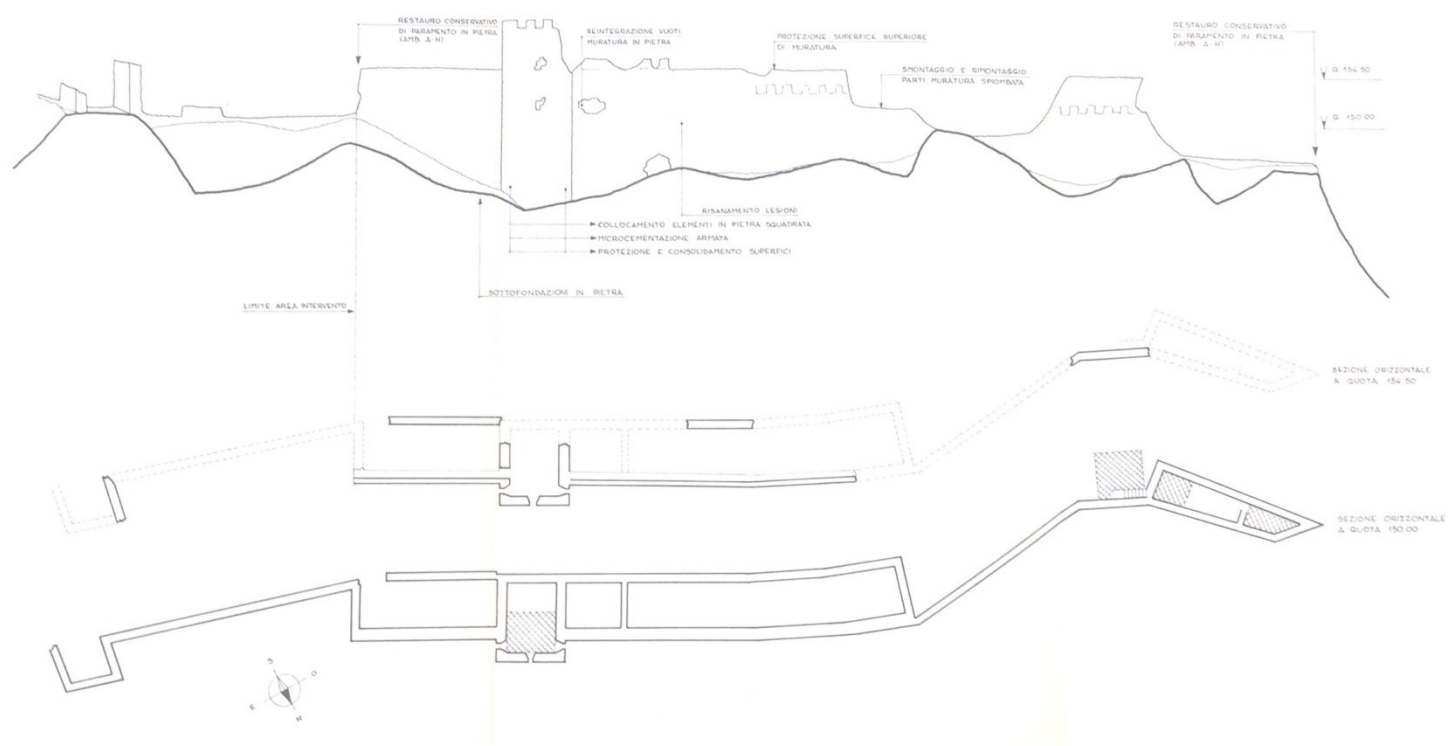 RESTAURO CONSERVATIVO
DI PARAMENTO IN PIETRA
(AMB. A-H)
REINTEGRAZIONE VUOTI
MURATURA IN PIETRA
PROTEZIONE SUPERFICE SUPERIORE
DI MURATURA
SMONTAGGIO E RIMONTAGGIO
PARTI MURATURA SPIOMBATA
RESTAURO CONSERVATIVO
DI PARAMENTO IN PIETRA
(AMB. A-H)
Q. 154.50
Q. 150.00
RISANAMENTO LESIONI
COLLOCAMENTO ELEMENTI IN PIETRA SQUADRATA
MICROCEMENTAZIONE ARMATA
PROTEZIONE E CONSOLIDAMENTO SUPERFICI
SOTTOFONDAZIONI IN PIETRA
LIMITE AREA INTERVENTO
SEZIONE ORIZZONTALE
A QUOTA 154.50
SEZIONE ORIZZONTALE
A QUOTA 150.00
S
O
E
N